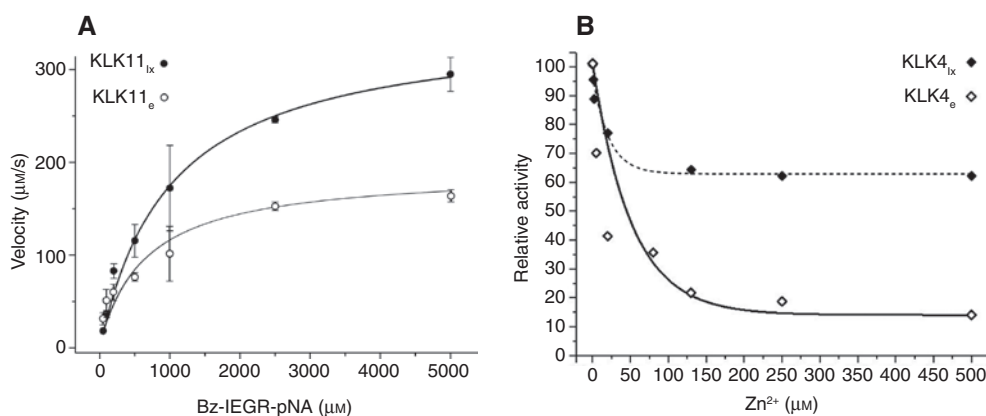 A
KLK11lx
KLK11e
Velocity (μM/s)
300
200
100
0
0 1000 2000 3000 4000 5000
Bz-IEGR-pNA (μM)
B
KLK4lx
KLK4e
Relative activity
100
90
80
70
60
50
40
30
20
10
0
0 50 100 150 200 250 300 350 400 450 500
Zn²⁺ (μM)